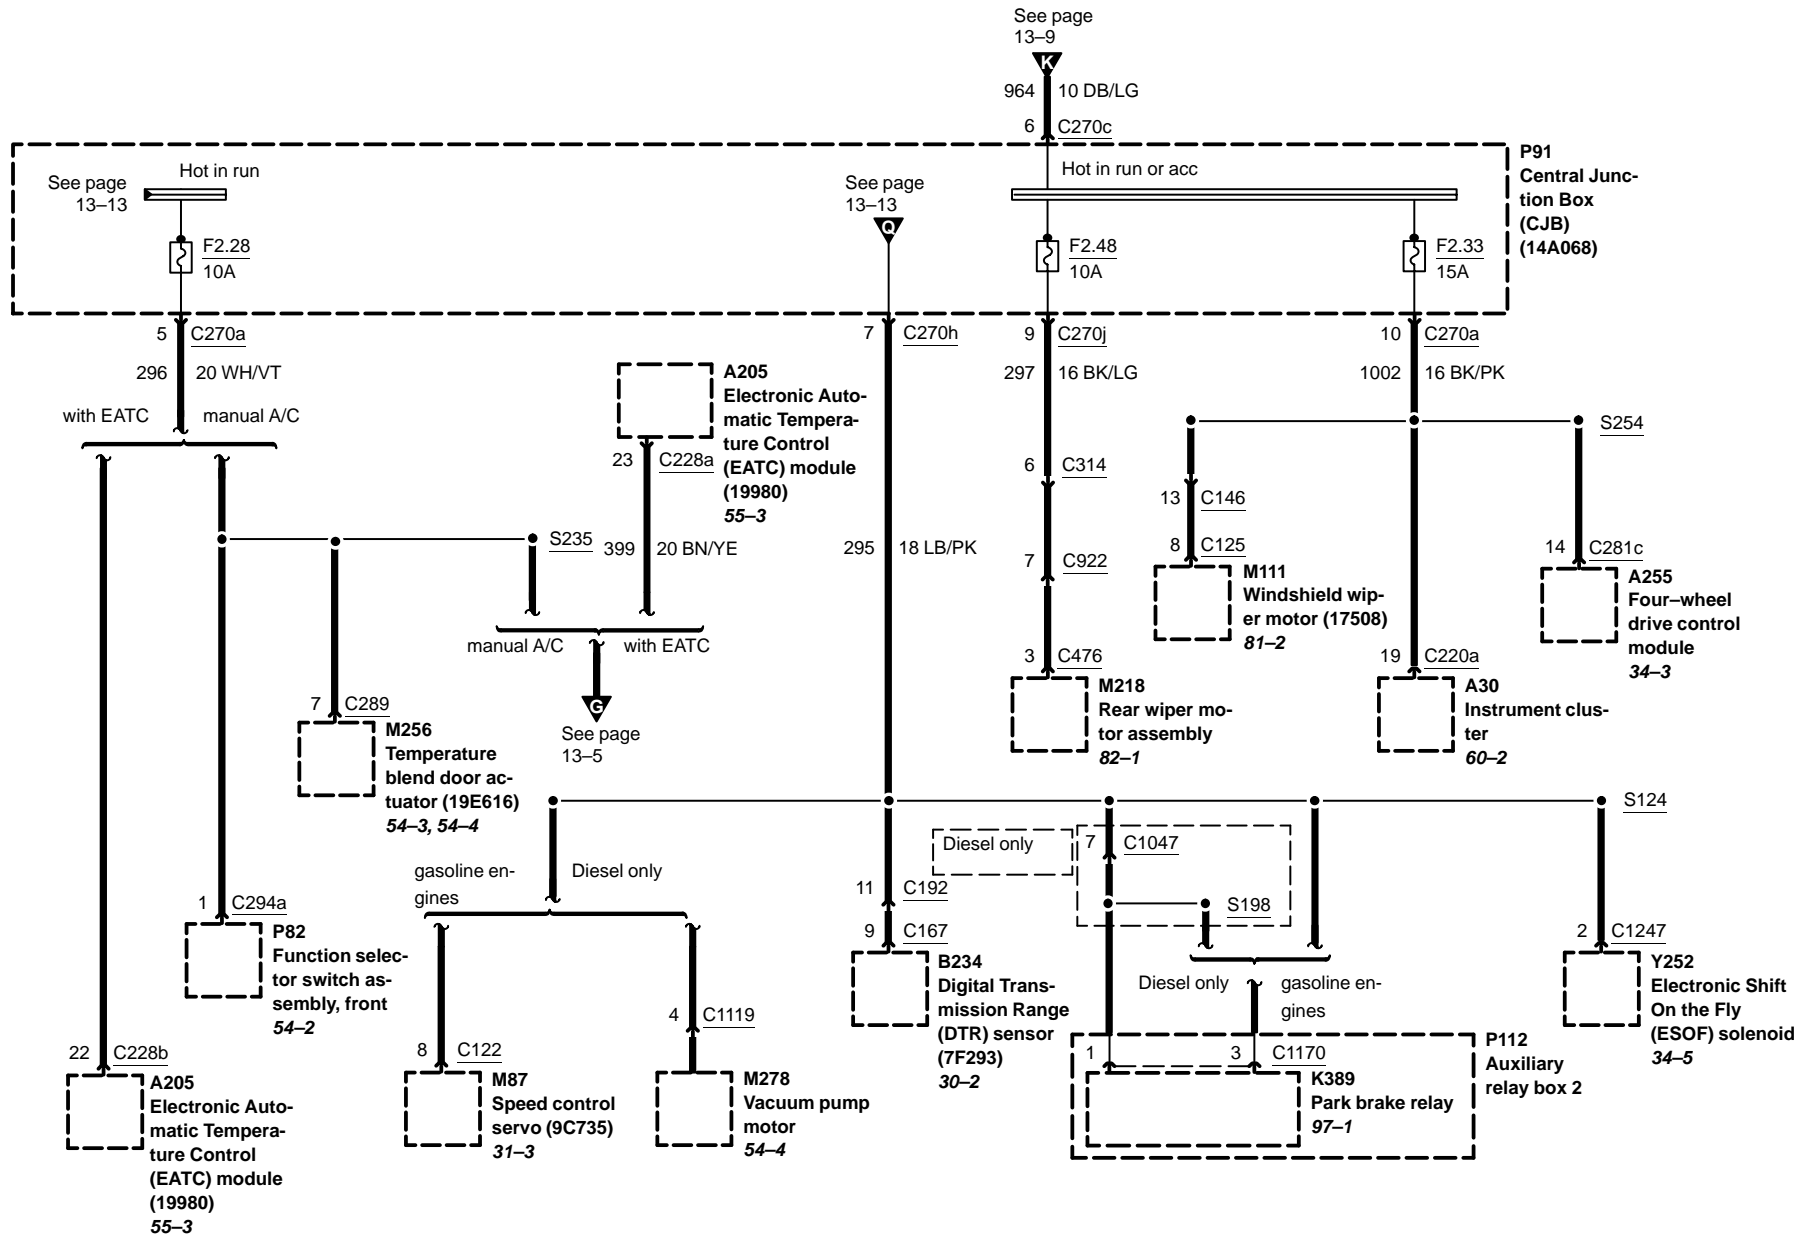 See page
13–9
K
964 10 DB/LG
6 C270c
P91
Central Junc-
tion Box
(CJB)
(14A068)
Hot in run
See page
13–13
F2.28
10A
See page
13–13
Q
Hot in run or acc
F2.48
10A
F2.33
15A
5 C270a
296 20 WH/VT
with EATC manual A/C
7 C270h
9 C270j
297 16 BK/LG
10 C270a
1002 16 BK/PK
A205
Electronic Auto-
matic Tempera-
ture Control
(EATC) module
(19980)
55–3
23 C228a
S235
399 20 BN/YE
manual A/C with EATC
G
See page
13–5
295 18 LB/PK
6 C314
7 C922
3 C476
M218
Rear wiper mo-
tor assembly
82–1
S254
13 C146
8 C125
M111
Windshield wip-
er motor (17508)
81–2
14 C281c
A255
Four–wheel
drive control
module
34–3
19 C220a
A30
Instrument clus-
ter
60–2
7 C289
M256
Temperature
blend door ac-
tuator (19E616)
54–3, 54–4
S124
Diesel only
7 C1047
S198
gasoline en-
gines
Diesel only
1 C294a
P82
Function selec-
tor switch as-
sembly, front
54–2
11 C192
9 C167
B234
Digital Trans-
mission Range
(DTR) sensor
(7F293)
30–2
Diesel only
gasoline en-
gines
2 C1247
Y252
Electronic Shift
On the Fly
(ESOF) solenoid
34–5
22 C228b
A205
Electronic Auto-
matic Tempera-
ture Control
(EATC) module
(19980)
55–3
8 C122
M87
Speed control
servo (9C735)
31–3
4 C1119
M278
Vacuum pump
motor
54–4
1 3 C1170
K389
Park brake relay
97–1
P112
Auxiliary
relay box 2